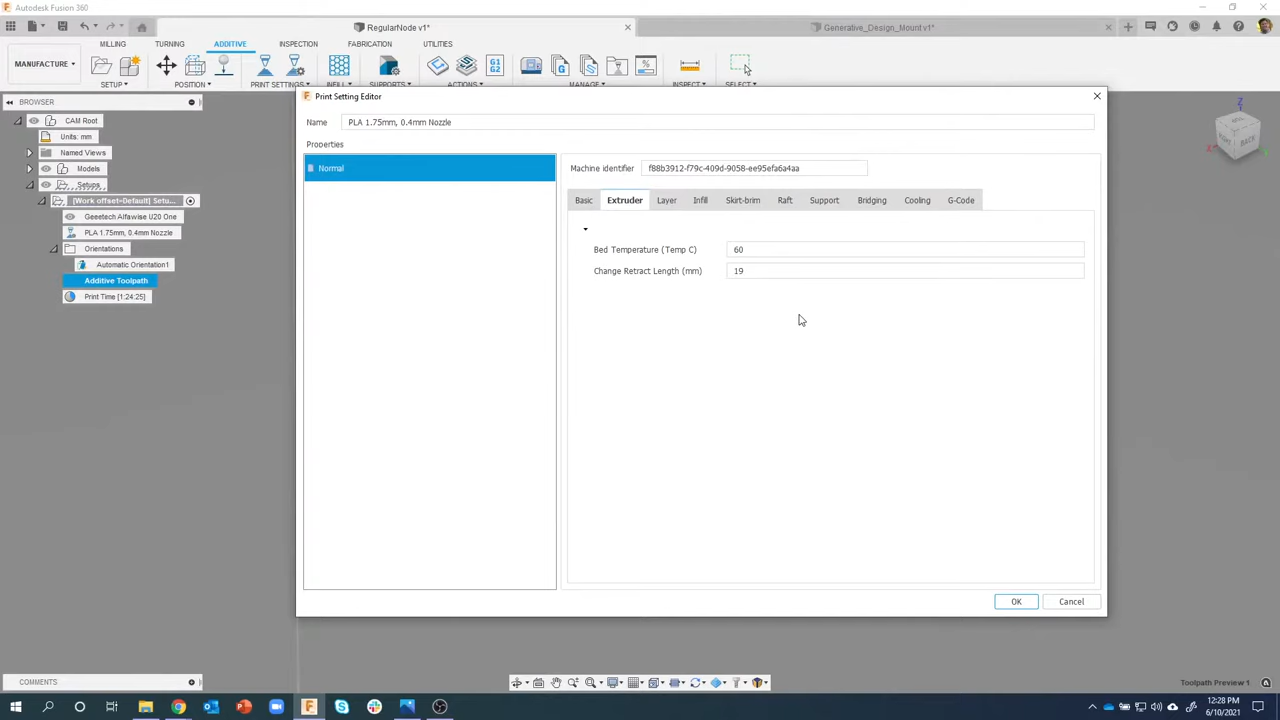 Autodesk Fusion 360
RegularNode v1*
Generative_Design_Mount v1*
MILLING TURNING ADDITIVE INSPECTION FABRICATION UTILITIES
MANUFACTURE
G1
G2
G
%
SETUP POSITION PRINT SETTINGS INFILL SUPPORTS ACTIONS MANAGE INSPECT SELECT
BROWSER
CAM Root
Units: mm
Named Views
Models
Setups
[Work offset=Default] Setu...
Geeetech Alfawise U20 One
PLA 1.75mm, 0.4mm Nozzle
Orientations
Automatic Orientation1
Additive Toolpath
Print Time [1:24:25]
Print Setting Editor
Name PLA 1.75mm, 0.4mm Nozzle
Properties
Normal
Machine identifier f88b3912-f79c-409d-9058-ee95efa6a4aa
Basic Extruder Layer Infill Skirt-brim Raft Support Bridging Cooling G-Code
Bed Temperature (Temp C) 60
Change Retract Length (mm) 19
OK Cancel
Z
X
BACK
COMMENTS
Toolpath Preview 1
12:28 PM
6/10/2021